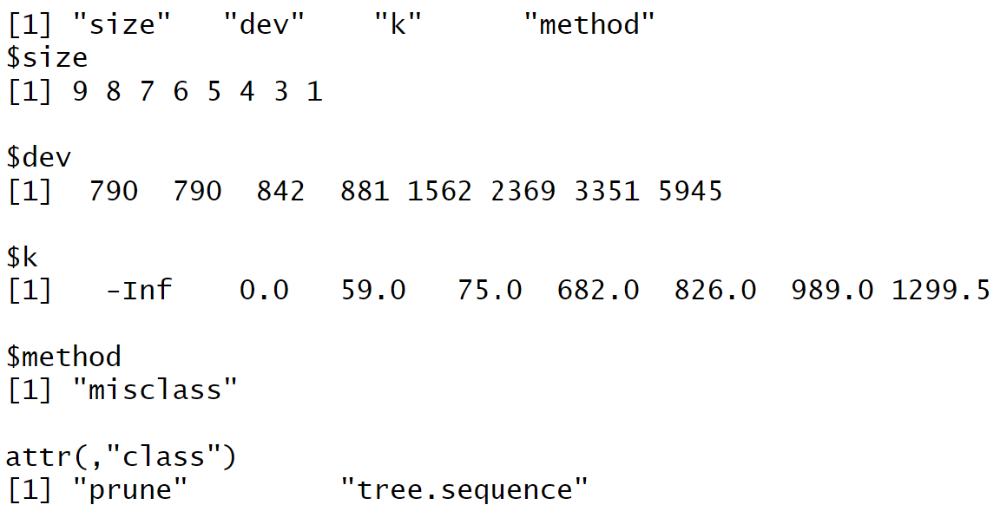 [1] "size"   "dev"    "k"      "method"
$size
[1] 9 8 7 6 5 4 3 1

$dev
[1]  790  790  842  881 1562 2369 3351 5945

$k
[1]   -Inf    0.0   59.0   75.0  682.0  826.0  989.0 1299.5

$method
[1] "misclass"

attr(,"class")
[1] "prune"         "tree.sequence"